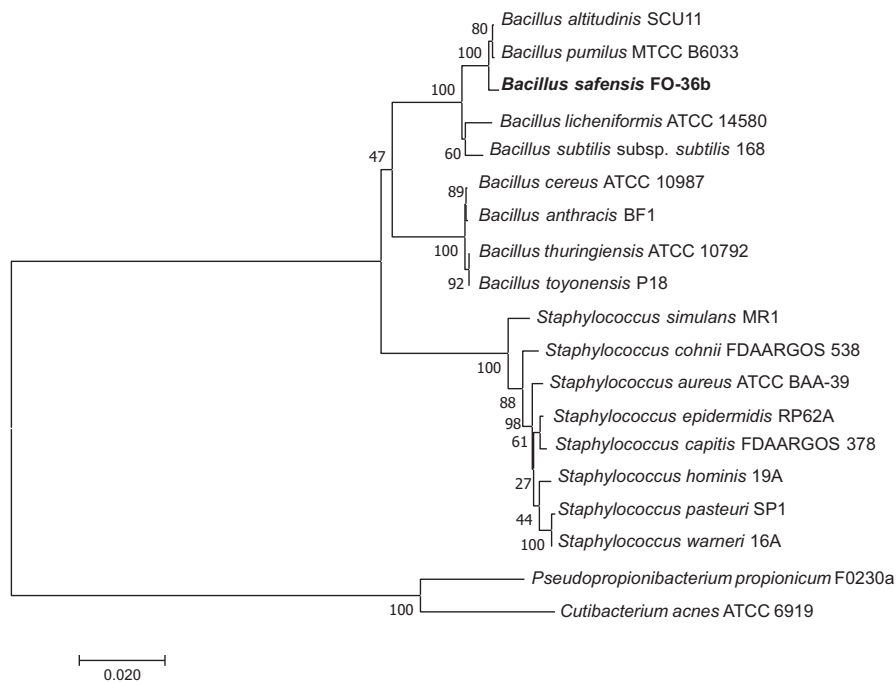 80
Bacillus altitudinis SCU11
100
Bacillus pumilus MTCC B6033
100
Bacillus safensis FO-36b
Bacillus licheniformis ATCC 14580
47
60
Bacillus subtilis subsp. subtilis 168
89
Bacillus cereus ATCC 10987
Bacillus anthracis BF1
100
Bacillus thuringiensis ATCC 10792
92
Bacillus toyonensis P18
Staphylococcus simulans MR1
100
Staphylococcus cohnii FDAARGOS 538
88
Staphylococcus aureus ATCC BAA-39
98
Staphylococcus epidermidis RP62A
61
Staphylococcus capitis FDAARGOS 378
27
Staphylococcus hominis 19A
44
Staphylococcus pasteuri SP1
100
Staphylococcus warneri 16A
Pseudopropionibacterium propionicum F0230a
100
Cutibacterium acnes ATCC 6919
0.020